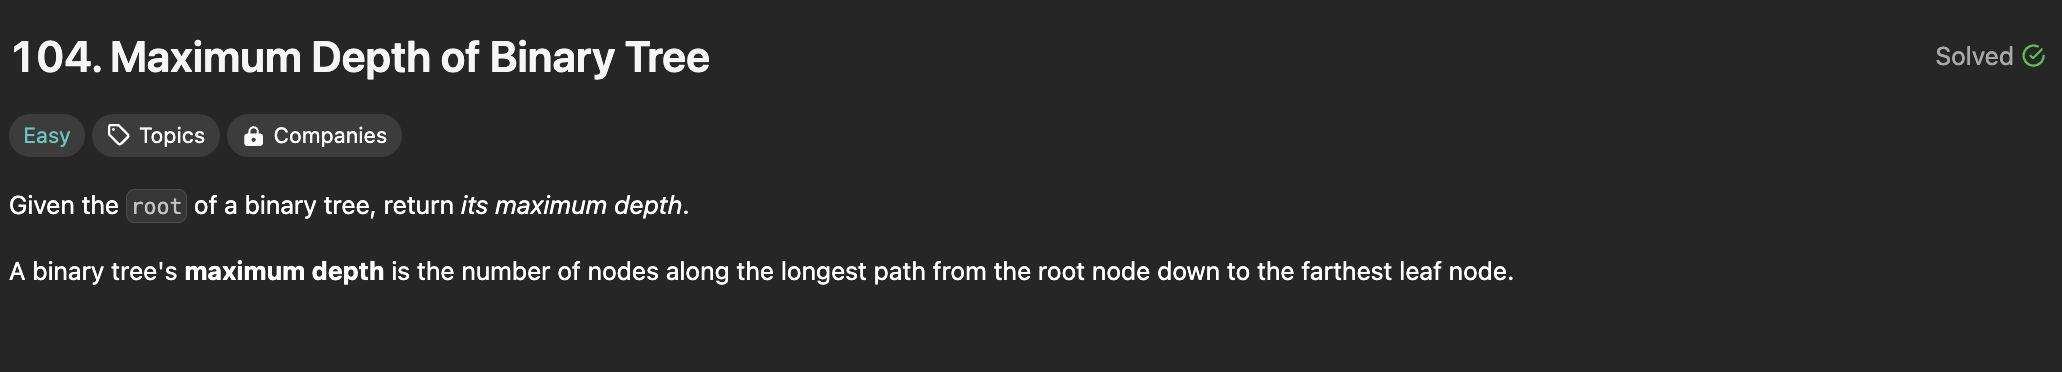 104. Maximum Depth of Binary Tree
Solved
Easy Topics Companies
Given the root of a binary tree, return its maximum depth.
A binary tree's maximum depth is the number of nodes along the longest path from the root node down to the farthest leaf node.